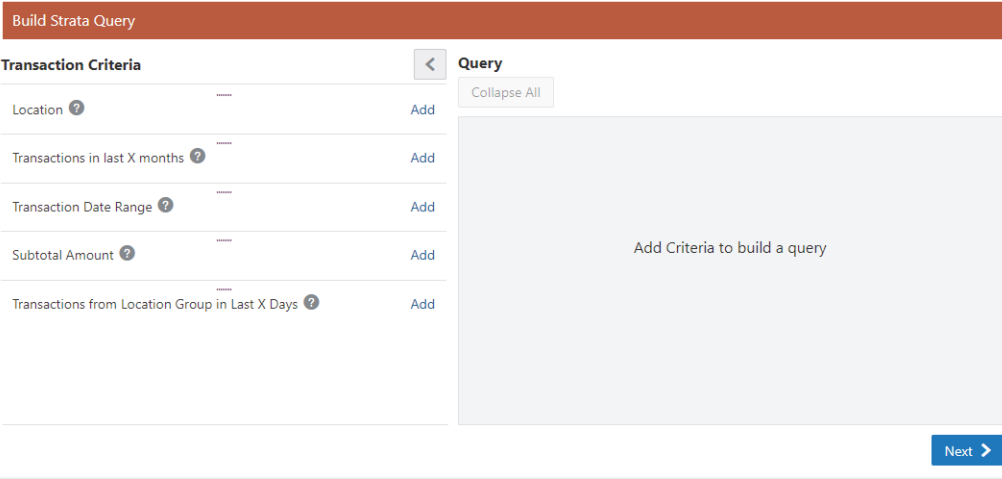 Build Strata Query
Transaction Criteria
Location ?
Add
Transactions in last X months ?
Add
Transaction Date Range ?
Add
Subtotal Amount ?
Add
Transactions from Location Group in Last X Days ?
Add
Query
Collapse All
Add Criteria to build a query
Next